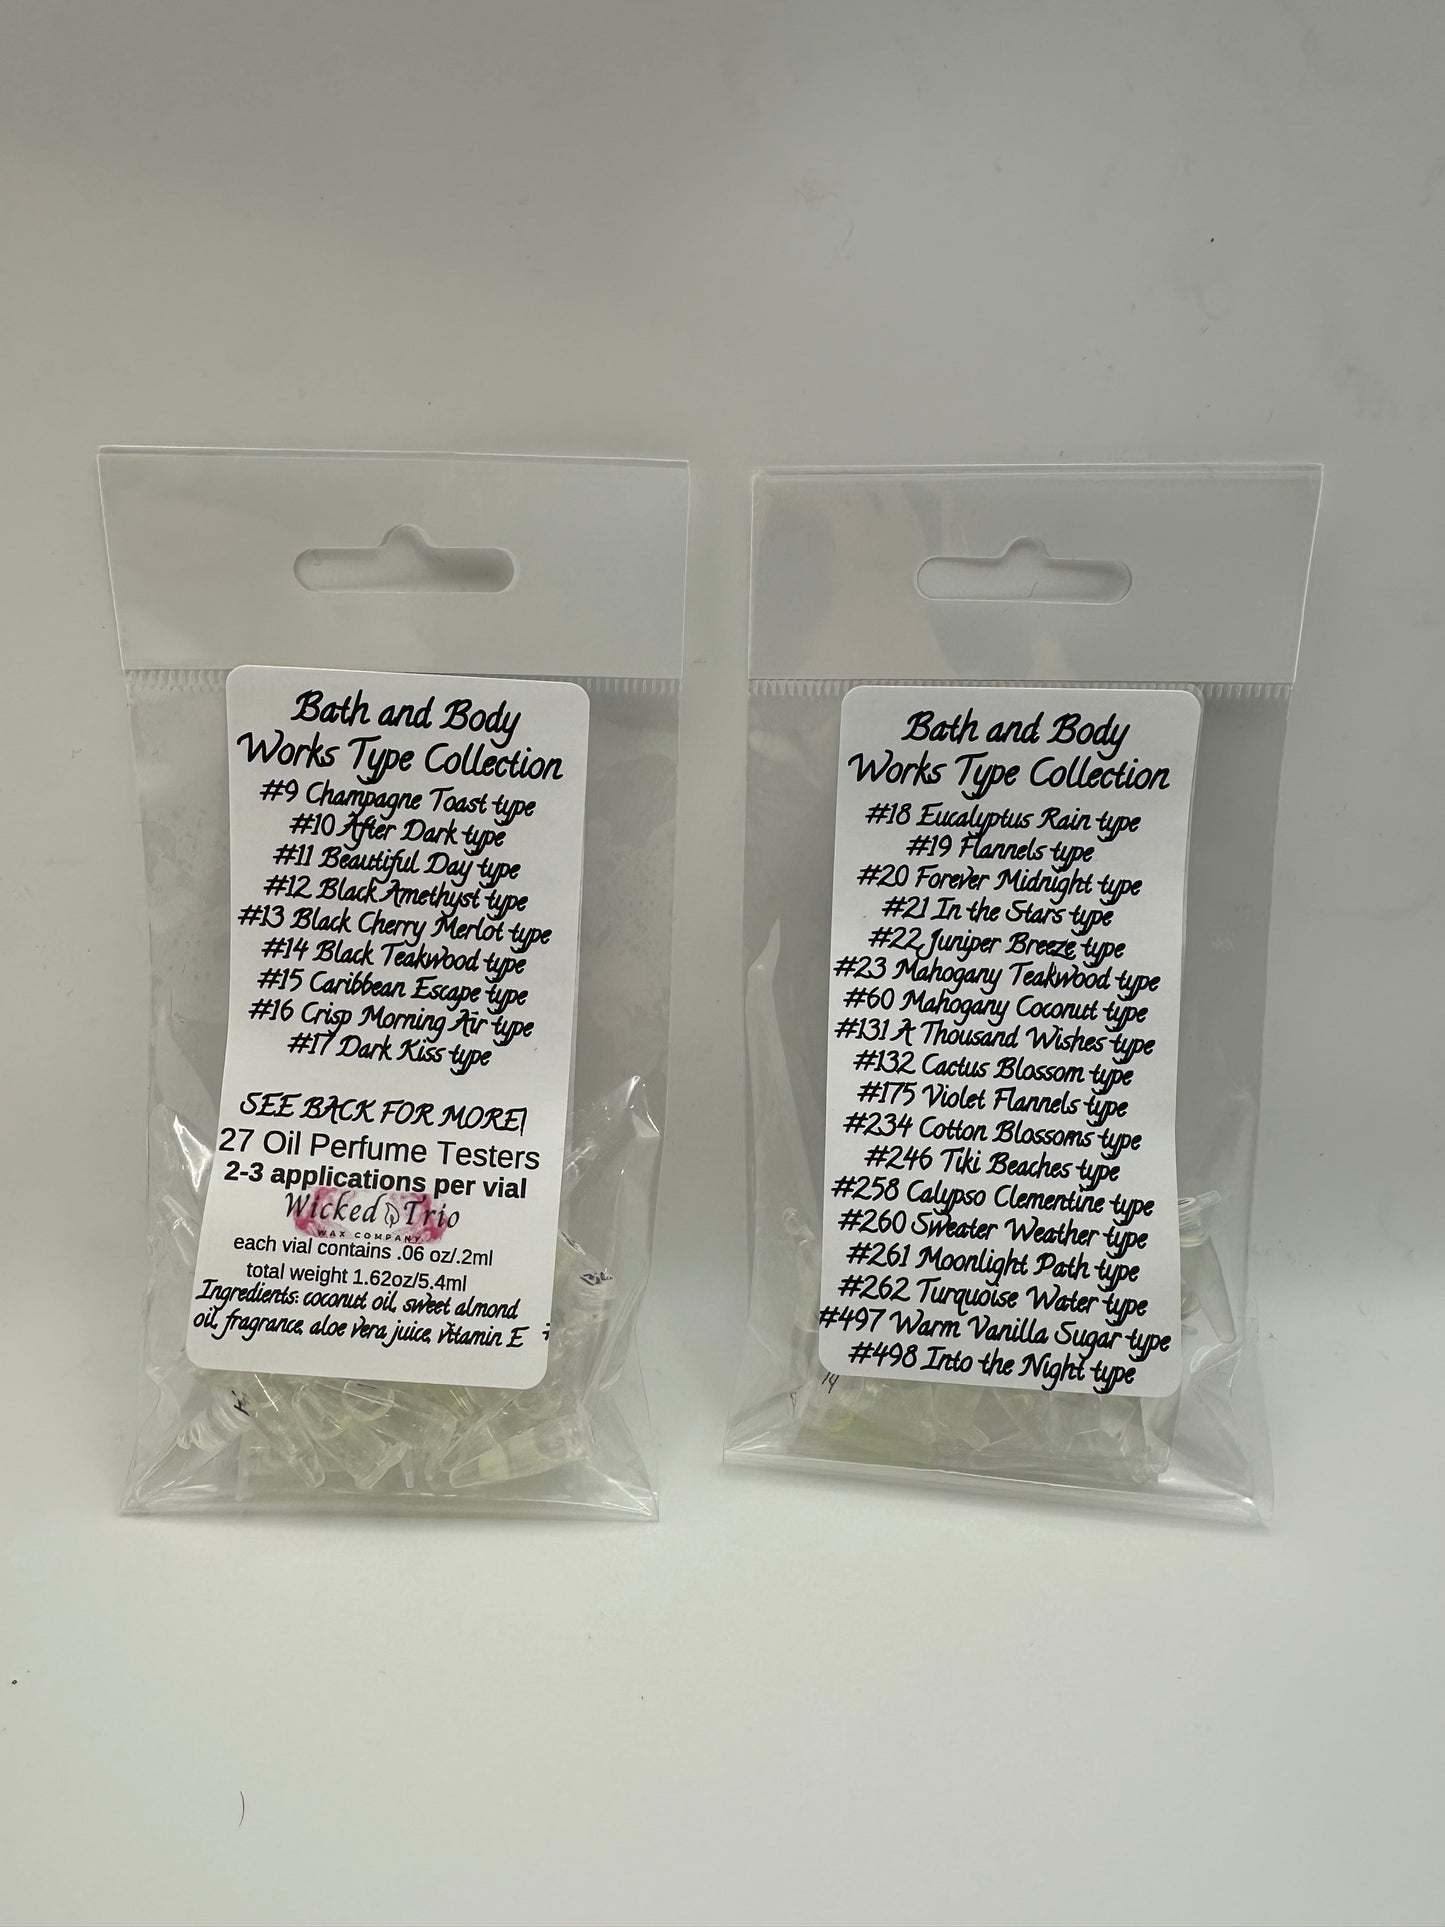 Bath and Body
Works Type Collection
#9 Champagne Toast type
#10 After Dark type
#11 Beautiful Day type
#12 Black Amethyst type
#13 Black Cherry Merlot type
#14 Black Teakwood type
#15 Caribbean Escape type
#16 Crisp Morning Air type
#17 Dark Kiss type
SEE BACK FOR MORE!
27 Oil Perfume Testers
2-3 applications per vial
Wicked Trio
WAX COMPANY
each vial contains .06 oz/.2ml
total weight 1.62oz/5.4ml
Ingredients: coconut oil, sweet almond
oil, fragrance, aloe vera juice, vitamin E
Bath and Body
Works Type Collection
#18 Eucalyptus Rain type
#19 Flannels type
#20 Forever Midnight type
#21 In the Stars type
#22 Juniper Breeze type
#23 Mahogany Teakwood type
#60 Mahogany Coconut type
#131 A Thousand Wishes type
#132 Cactus Blossom type
#175 Violet Flannels type
#234 Cotton Blossoms type
#246 Tiki Beaches type
#258 Calypso Clementine type
#260 Sweater Weather type
#261 Moonlight Path type
#262 Turquoise Water type
#497 Warm Vanilla Sugar type
#498 Into the Night type
14